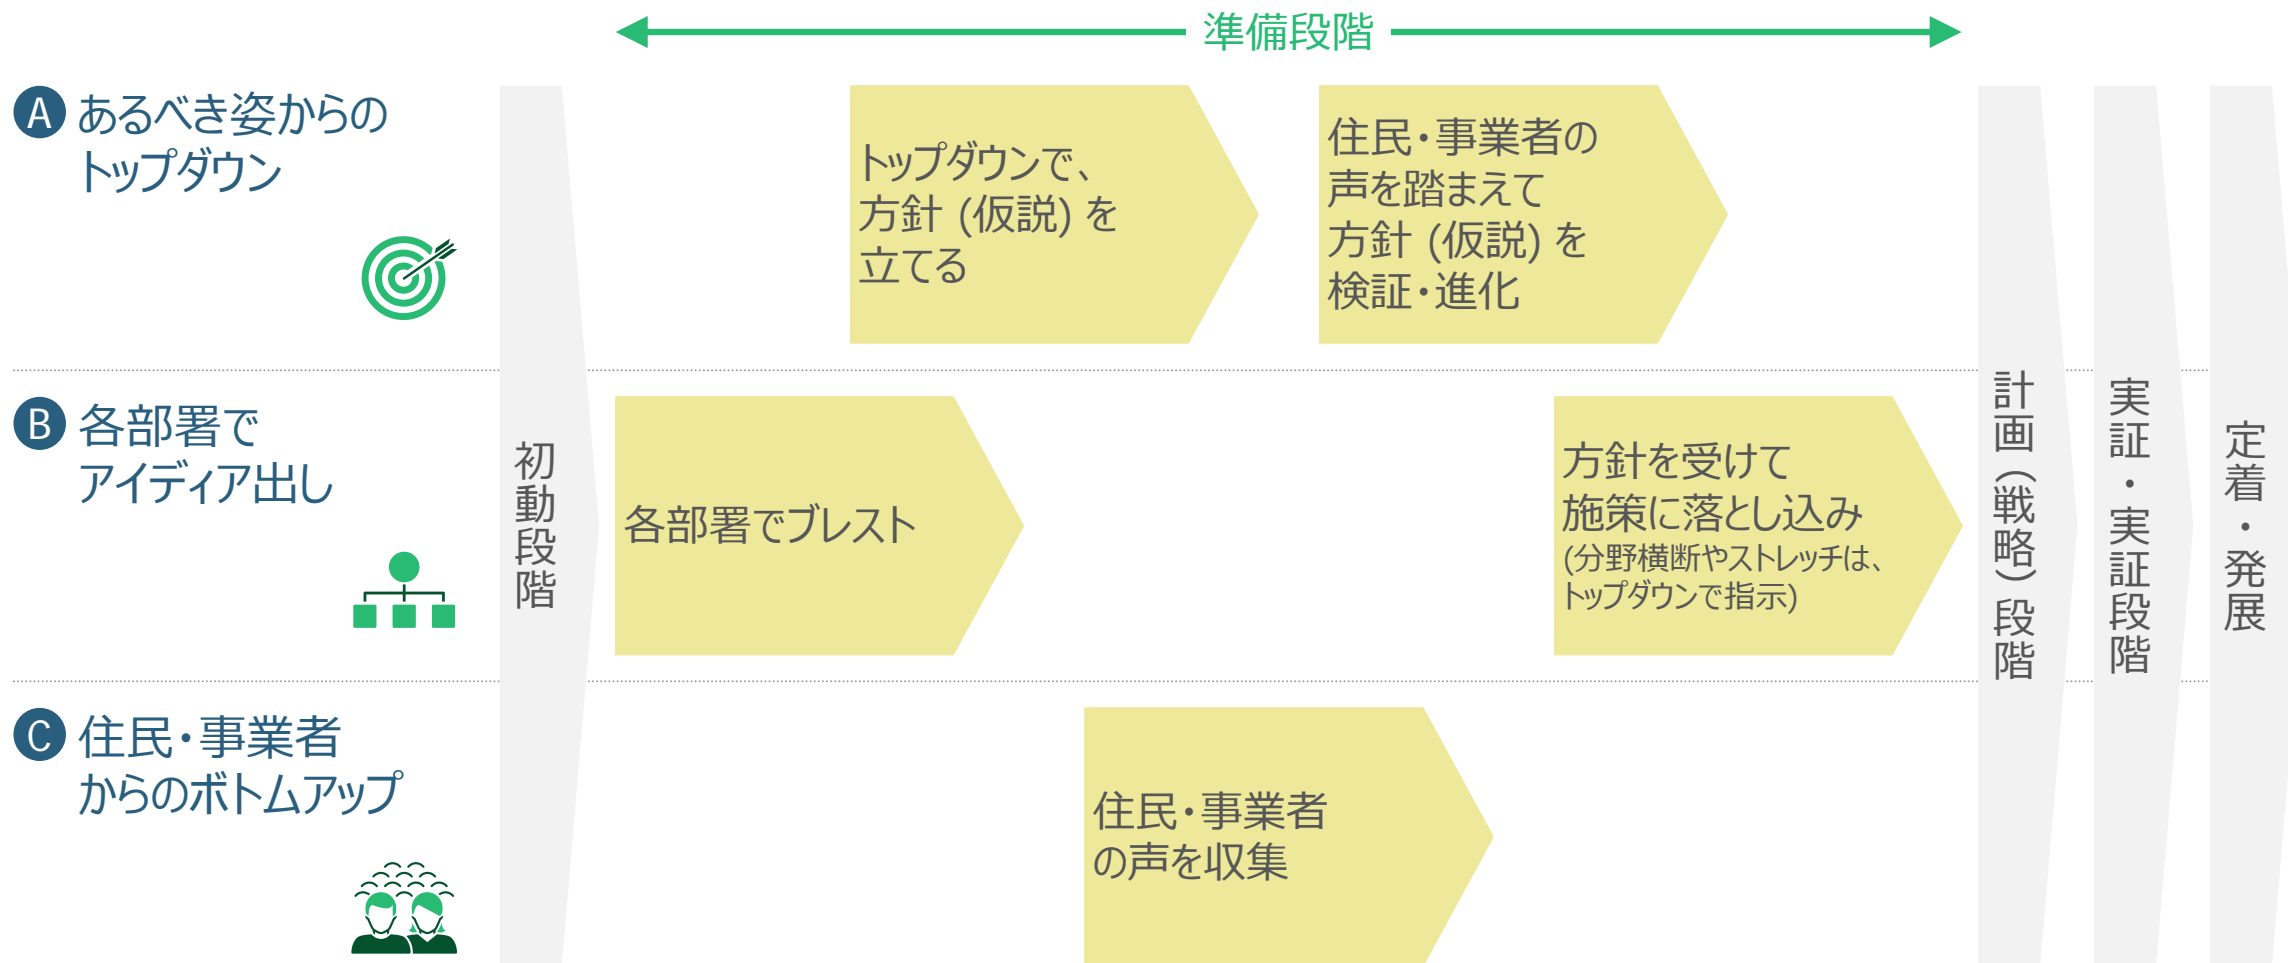 準備段階
A あるべき姿からの
トップダウン
トップダウンで、
方針 (仮説) を
立てる
住民・事業者の
声を踏まえて
方針 (仮説) を
検証・進化
B 各部署で
アイディア出し
各部署でブレスト
方針を受けて
施策に落とし込み
(分野横断やストレッチは、
トップダウンで指示)
C 住民・事業者
からのボトムアップ
住民・事業者
の声を収集
初動段階
計画（戦略）段階
実証・実証段階
定着・発展